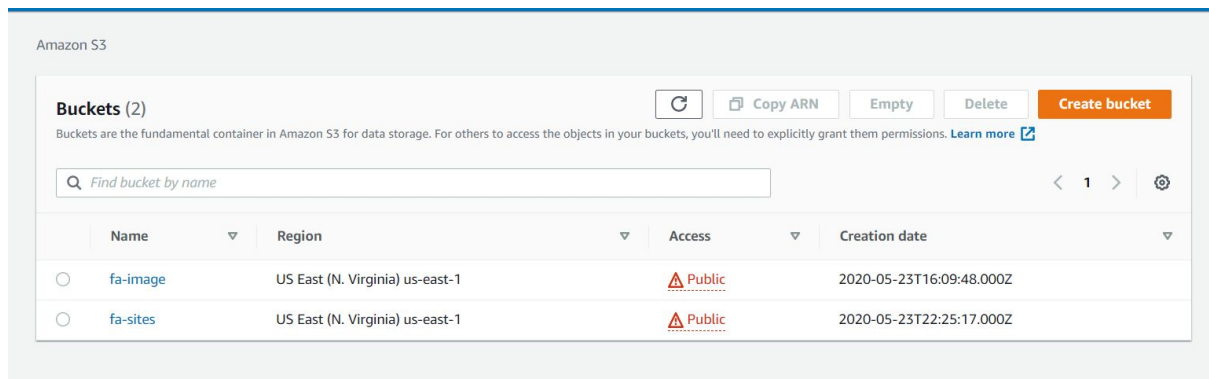 Amazon S3
Buckets (2)
Copy ARN
Empty
Delete
Create bucket
Buckets are the fundamental container in Amazon S3 for data storage. For others to access the objects in your buckets, you'll need to explicitly grant them permissions. Learn more
Find bucket by name
1
Name Region Access Creation date
fa-image US East (N. Virginia) us-east-1 Public 2020-05-23T16:09:48.000Z
fa-sites US East (N. Virginia) us-east-1 Public 2020-05-23T22:25:17.000Z